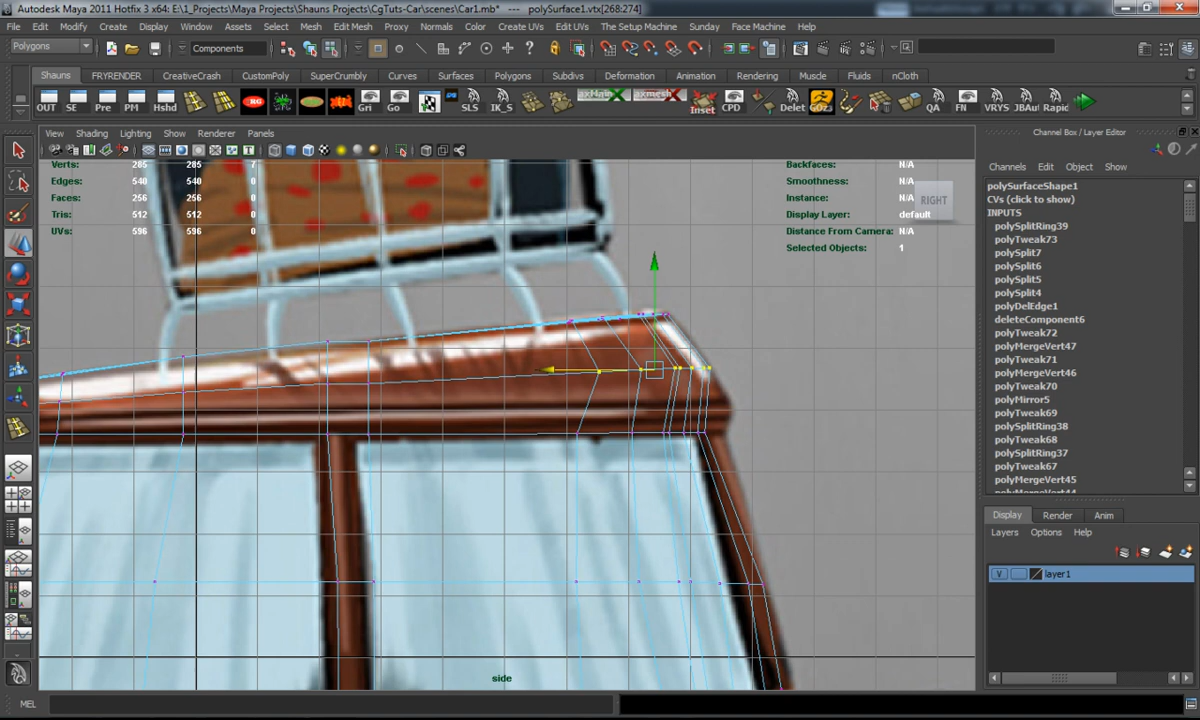 Autodesk Maya 2011 Hotfix 3 x64: E:\1_Projects\Maya Projects\Shauns Projects\CgTuts-Car\scenes\Car1.mb* --- polySurface1.vtx[268:274]
File Edit Modify Create Display Window Assets Select Mesh Edit Mesh Proxy Normals Color Create UVs Edit UVs The Setup Machine Sunday Face Machine Help
Polygons Components
Shauns FRYRENDER CreativeCrash CustomPoly SuperCrumbly Curves Surfaces Polygons Subdivs Deformation Animation Rendering Muscle Fluids nCloth
OUT SE Pre PM Hshd Gri Go SLS IK_S Inset CPD Delet GOz3 QA FN VRYS JBAu Rapic
View Shading Lighting Show Renderer Panels
Channel Box / Layer Editor
Channels Edit Object Show
Verts: 285 285 7
Edges: 540 540 0
Faces: 256 256 0
Tris: 512 512 0
UVs: 596 596 0
Backfaces: N/A
Smoothness: N/A
Instance: N/A
Display Layer: default
Distance From Camera: N/A
Selected Objects: 1
RIGHT
polySurfaceShape1
CVs (click to show)
INPUTS
polySplitRing39
polyTweak73
polySplit7
polySplit6
polySplit5
polySplit4
polyDelEdge1
deleteComponent6
polyTweak72
polyMergeVert47
polyTweak71
polyMergeVert46
polyTweak70
polyMirror5
polyTweak69
polySplitRing38
polyTweak68
polySplitRing37
polyTweak67
polyMergeVert45
polyMergeVert44
Display Render Anim
Layers Options Help
V layer1
side
MEL